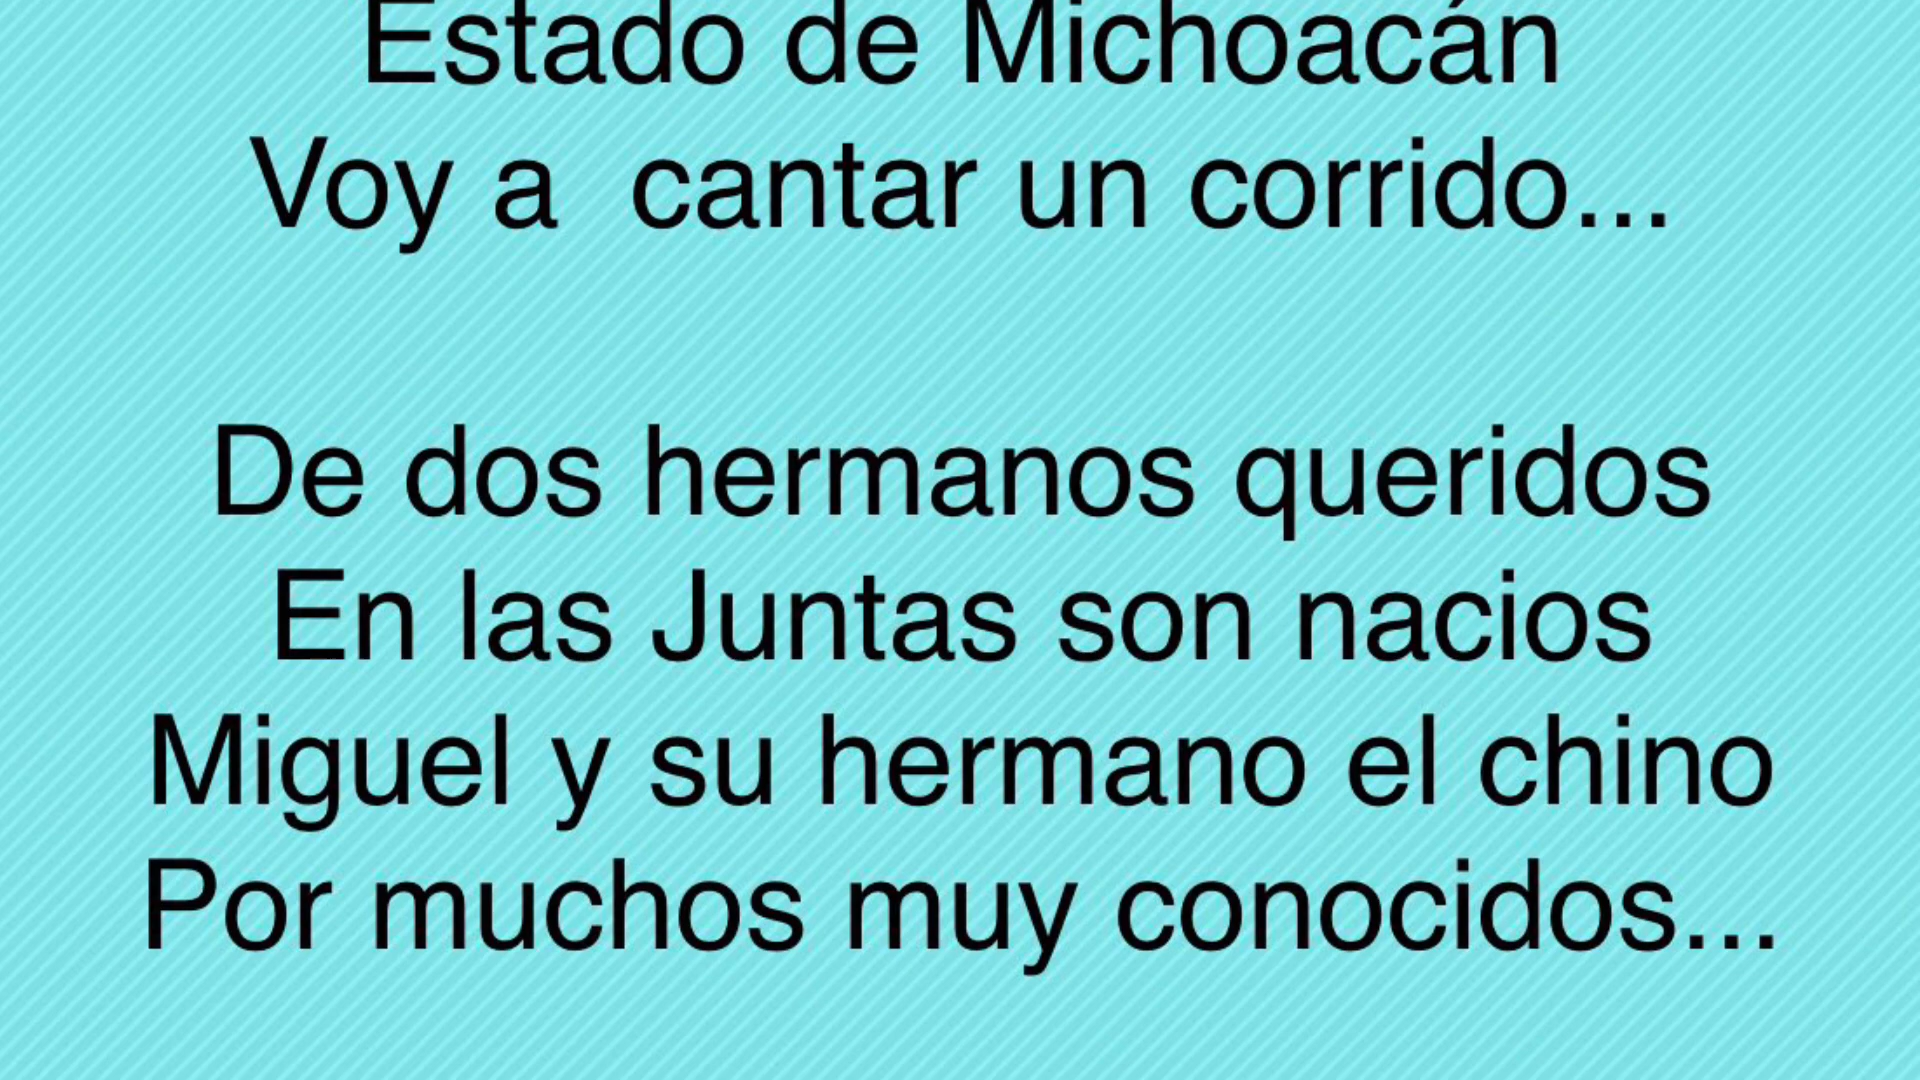 Estado de Michoacán
Voy a  cantar un corrido...
De dos hermanos queridos
En las Juntas son nacios
Miguel y su hermano el chino
Por muchos muy conocidos...